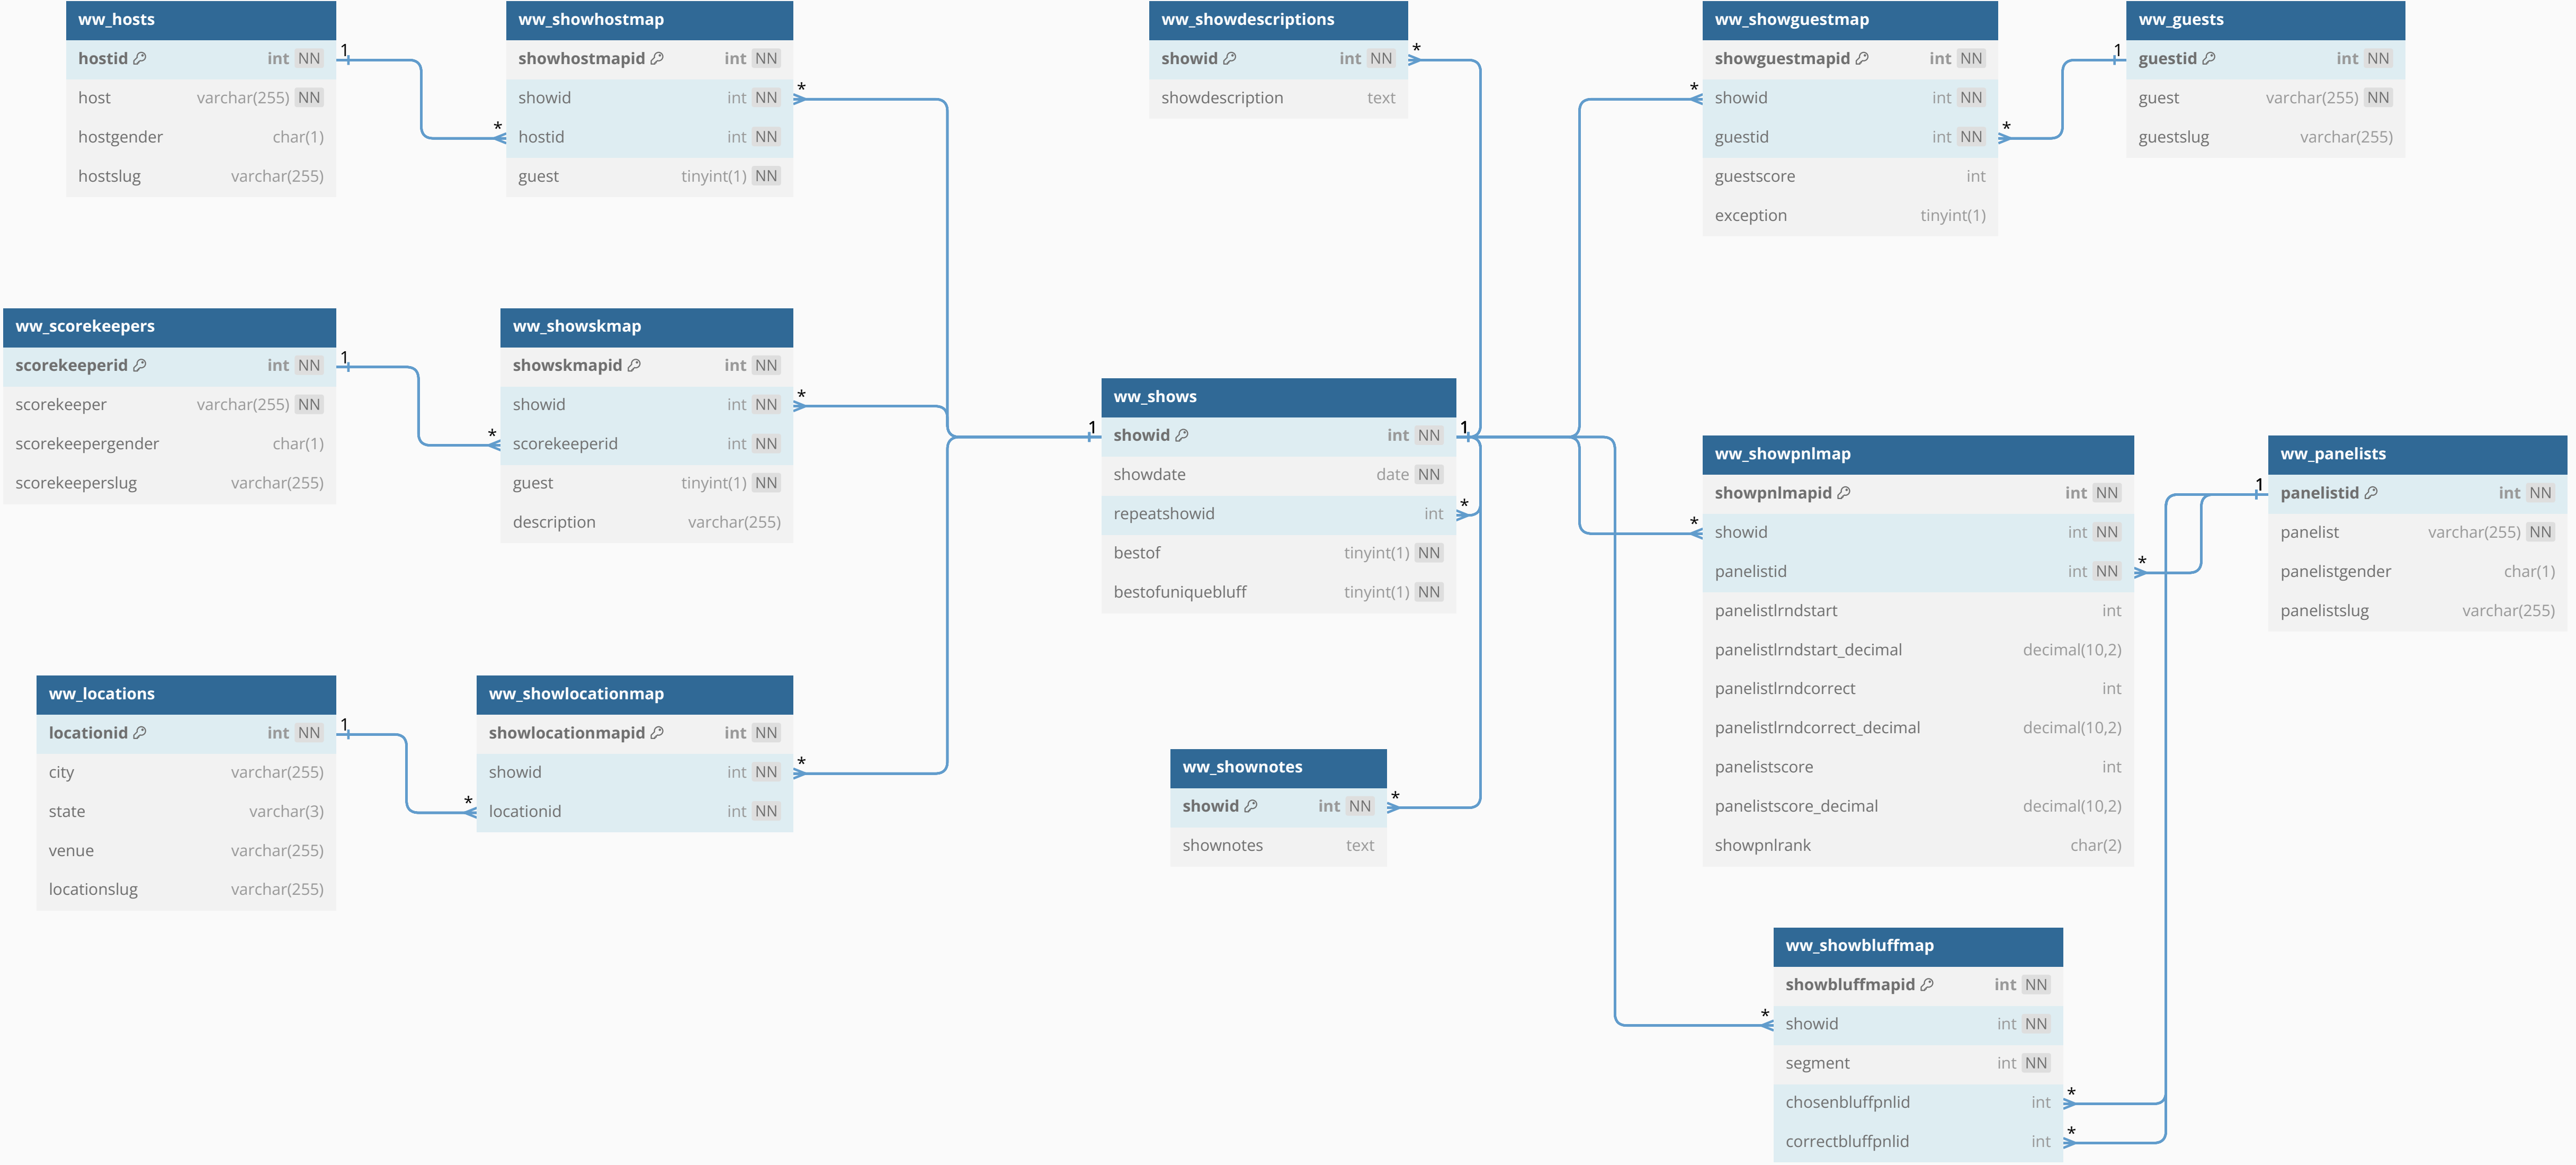 ww_hosts
hostid int NN
host varchar(255) NN
hostgender char(1)
hostslug varchar(255)
1
*
ww_showhostmap
showhostmapid int NN
showid int NN
hostid int NN
guest tinyint(1) NN
*
ww_showdescriptions
showid int NN
showdescription text
*
ww_showguestmap
showguestmapid int NN
showid int NN
guestid int NN
guestscore int
exception tinyint(1)
*
*
ww_guests
guestid int NN
guest varchar(255) NN
guestslug varchar(255)
1
ww_scorekeepers
scorekeeperid int NN
scorekeeper varchar(255) NN
scorekeepergender char(1)
scorekeeperslug varchar(255)
1
*
ww_showskmap
showskmapid int NN
showid int NN
scorekeeperid int NN
guest tinyint(1) NN
description varchar(255)
*
ww_shows
showid int NN
showdate date NN
repeatshowid int
bestof tinyint(1) NN
bestofuniquebluff tinyint(1) NN
1
1
*
ww_showpnlmap
showpnlmapid int NN
showid int NN
panelistid int NN
panelistlrndstart int
panelistlrndstart_decimal decimal(10,2)
panelistlrndcorrect int
panelistlrndcorrect_decimal decimal(10,2)
panelistscore int
panelistscore_decimal decimal(10,2)
showpnlrank char(2)
*
*
ww_panelists
panelistid int NN
panelist varchar(255) NN
panelistgender char(1)
panelistslug varchar(255)
1
ww_locations
locationid int NN
city varchar(255)
state varchar(3)
venue varchar(255)
locationslug varchar(255)
1
*
ww_showlocationmap
showlocationmapid int NN
showid int NN
locationid int NN
*
ww_shownotes
showid int NN
shownotes text
*
ww_showbluffmap
showbluffmapid int NN
showid int NN
segment int NN
chosenbluffpnlid int
correctbluffpnlid int
*
*
*